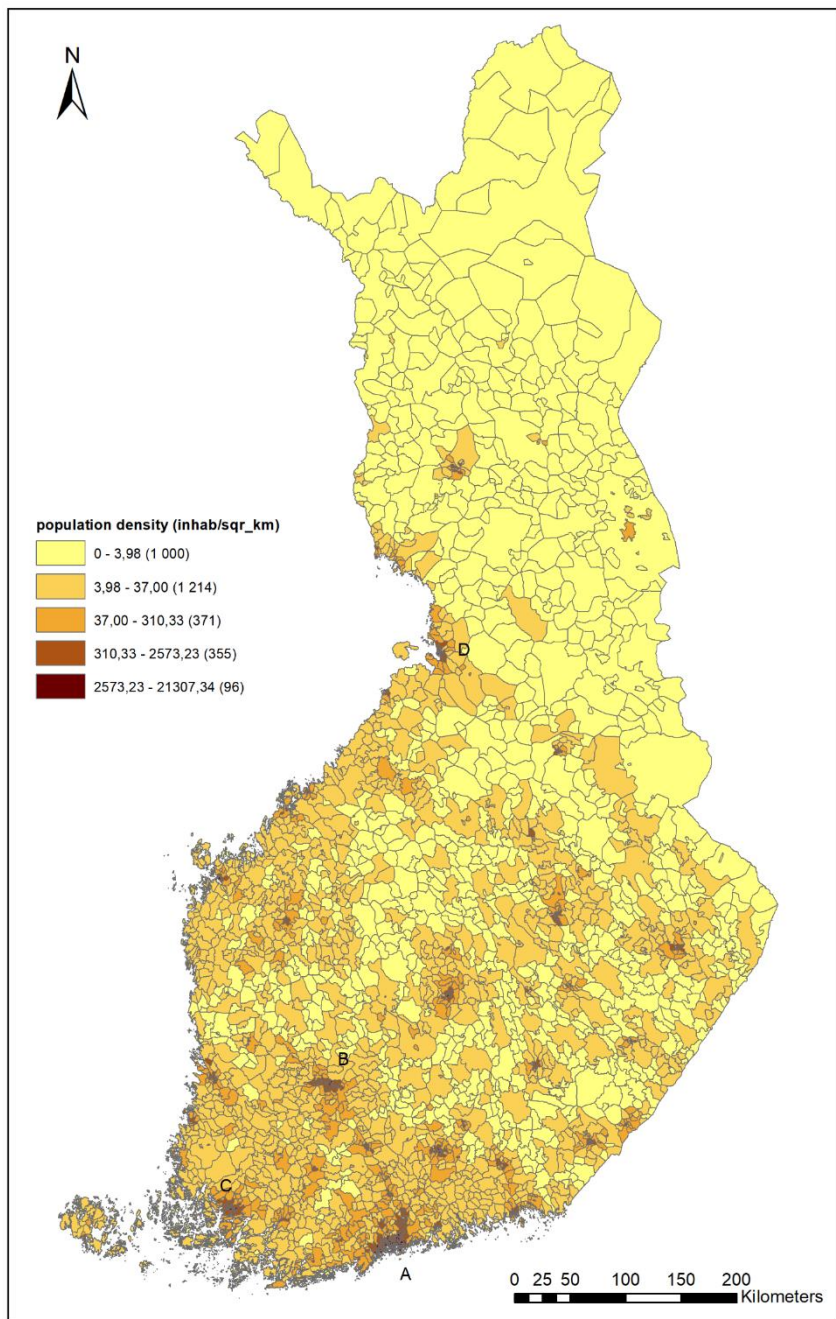 N
population density (inhab/sqr_km)
0 - 3,98 (1 000)
3,98 - 37,00 (1 214)
37,00 - 310,33 (371)
310,33 - 2573,23 (355)
2573,23 - 21307,34 (96)
D
B
C
A
0 25 50 100 150 200
Kilometers